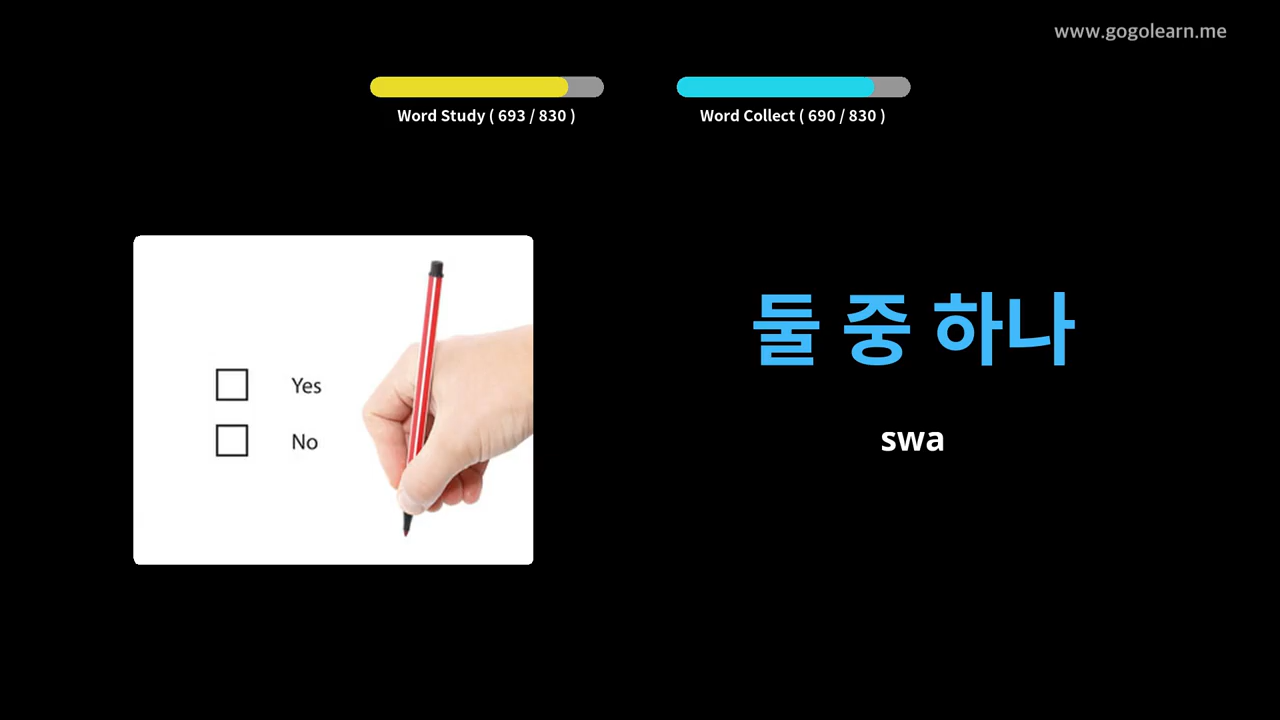 www.gogolearn.me
Word Study ( 693 / 830 )
Word Collect ( 690 / 830 )
Yes
No
둘 중 하나
swa